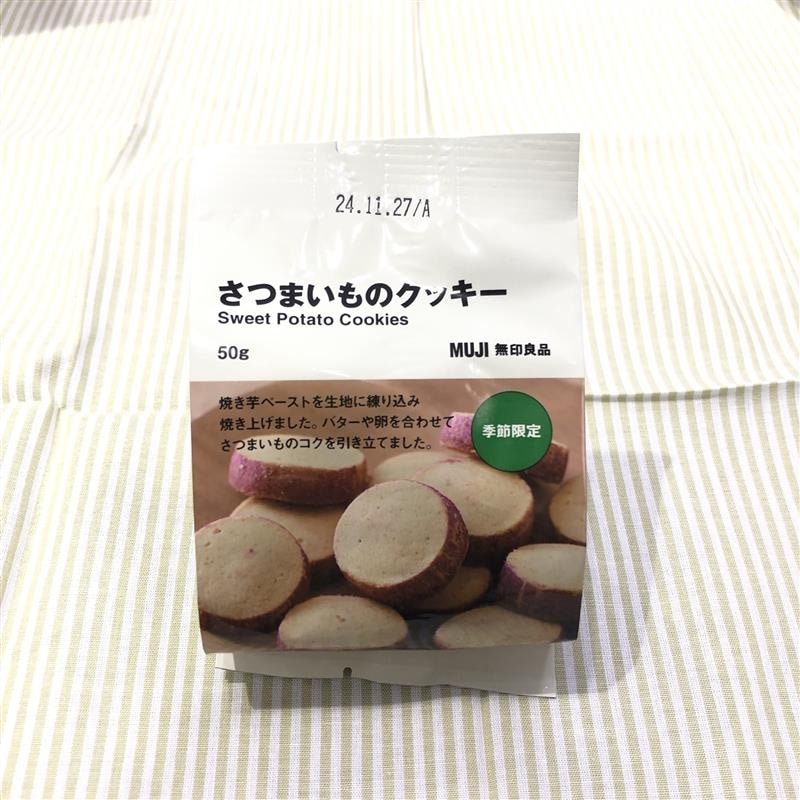 24.11.27/A
さつまいものクッキー
Sweet Potato Cookies
50g
MUJI 無印良品
焼き芋ペーストを生地に練り込み
焼き上げました。バターや卵を合わせて
さつまいものコクを引き立てました。
季節限定